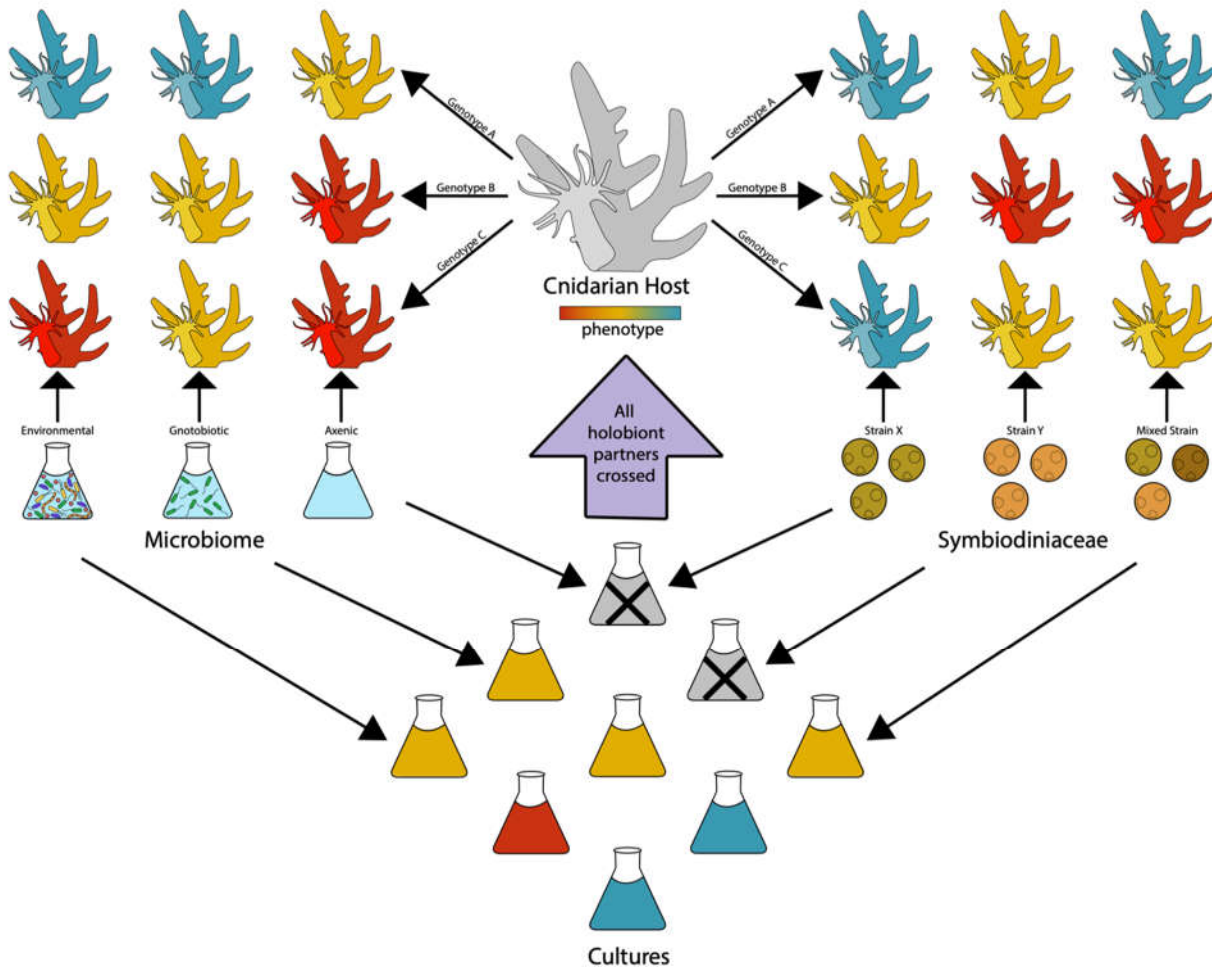 Genotype A
Genotype B
Genotype C
Genotype A
Genotype B
Genotype C
Cnidarian Host
phenotype
All
holobiont
partners
crossed
Environmental
Gnotobiotic
Axenic
Microbiome
Strain X
Strain Y
Mixed Strain
Symbiodiniaceae
Cultures